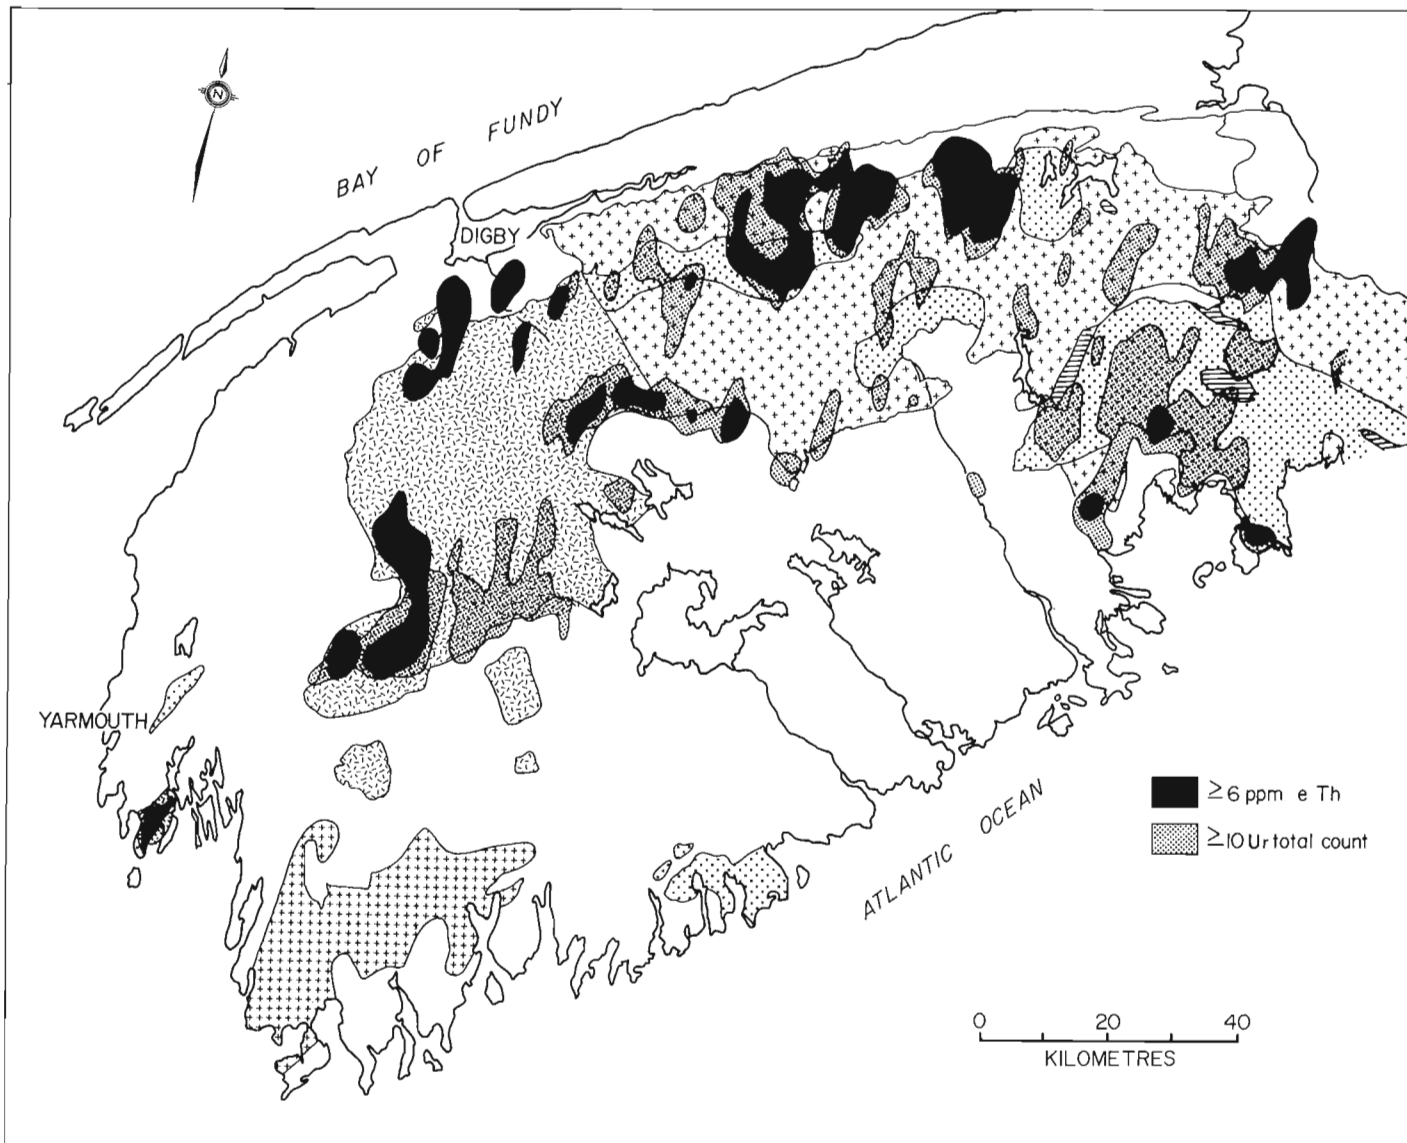 N
BAY OF FUNDY
DIGBY
YARMOUTH
≥6 ppm e Th
≥10 Ur total count
ATLANTIC OCEAN
0 20 40
KILOMETRES